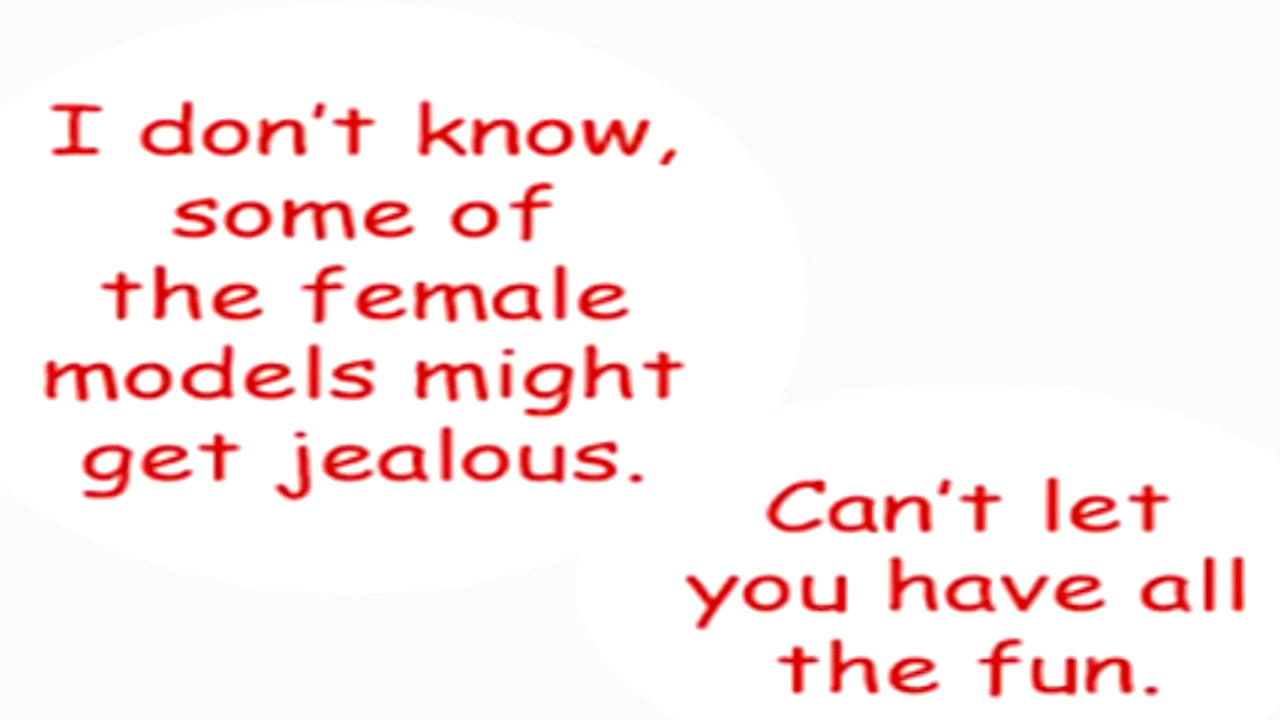 I don't know,
some of
the female
models might
get jealous.
Can't let
you have all
the fun.